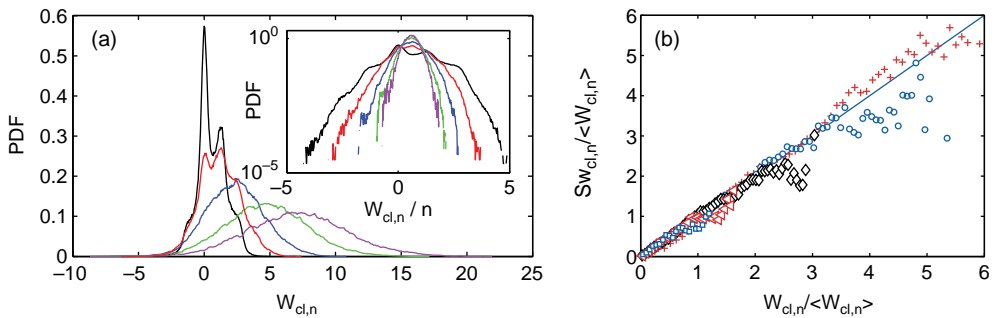 (a)
PDF
0.6
0.5
0.4
0.3
0.2
0.1
0
−10 −5 0 5 10 15 20 25
W_cl,n
PDF
10^0
10^−5
−5 0 5
W_cl,n / n
(b)
Sw_cl,n/<W_cl,n>
6
5
4
3
2
1
0
0 1 2 3 4 5 6
W_cl,n/<W_cl,n>